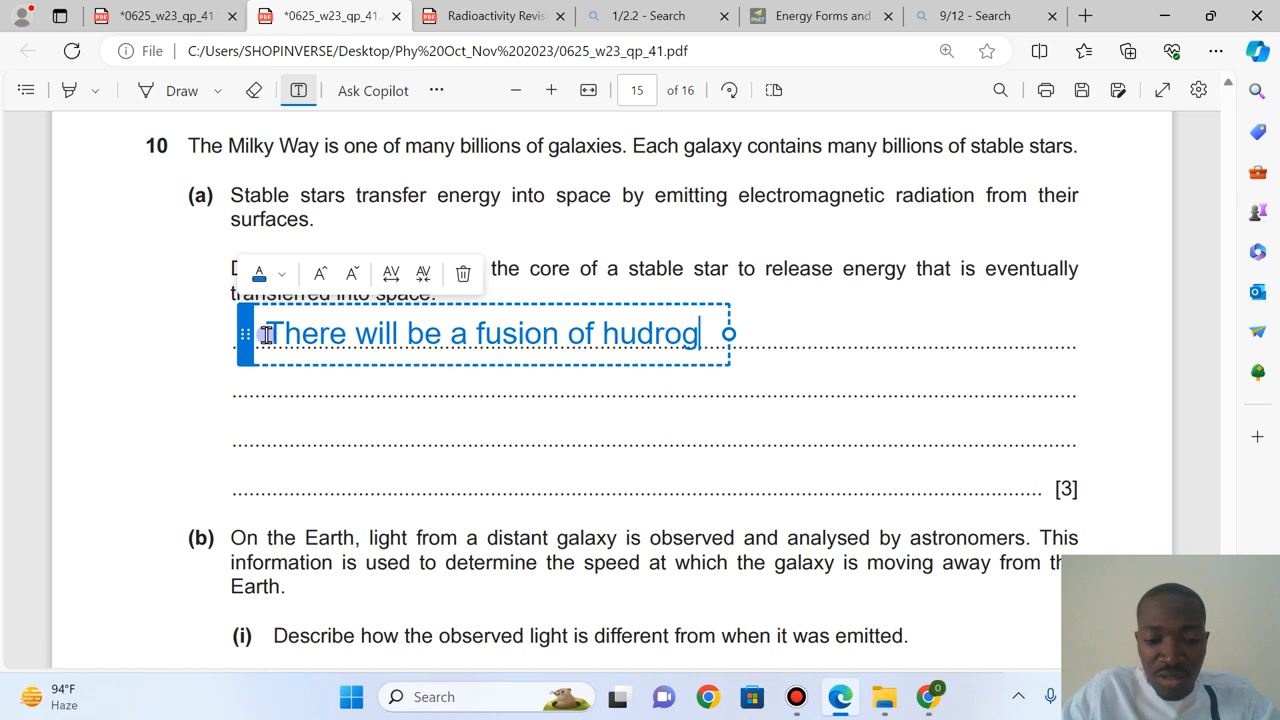 *0625_w23_qp_41
*0625_w23_qp_41.
Radioactivity Revis
1/2.2 - Search
Energy Forms and
9/12 - Search
File
C:/Users/SHOPINVERSE/Desktop/Phy%20Oct_Nov%202023/0625_w23_qp_41.pdf
Draw
Ask Copilot
15
of 16
10 The Milky Way is one of many billions of galaxies. Each galaxy contains many billions of stable stars.
(a) Stable stars transfer energy into space by emitting electromagnetic radiation from their
surfaces.
D the core of a stable star to release energy that is eventually
transferred into space.
There will be a fusion of hudrog
[3]
(b) On the Earth, light from a distant galaxy is observed and analysed by astronomers. This
information is used to determine the speed at which the galaxy is moving away from th
Earth.
(i) Describe how the observed light is different from when it was emitted.
94°F
Haze
Search